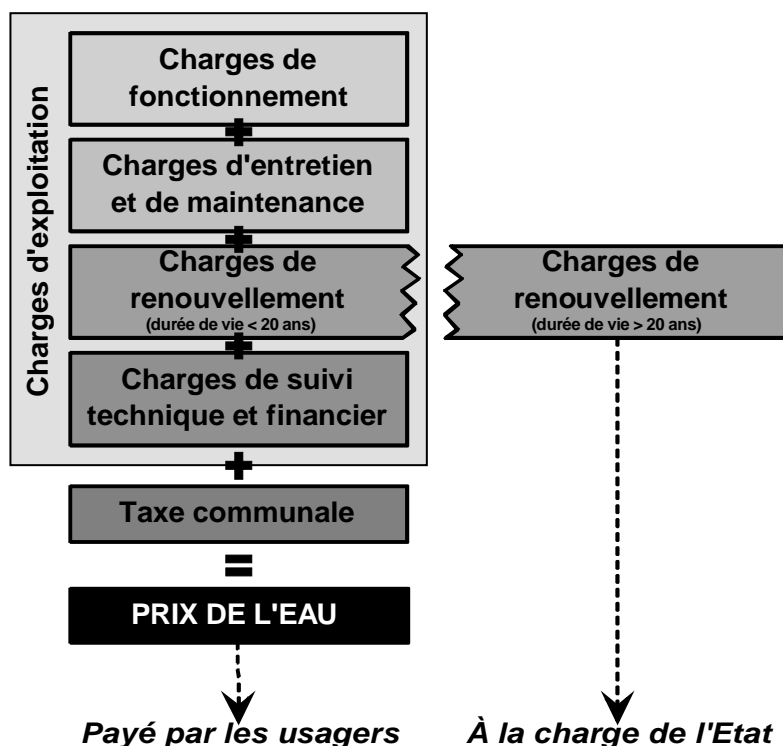 Charges d'exploitation
Charges de
fonctionnement
+
Charges d'entretien
et de maintenance
+
Charges de
renouvellement
(durée de vie < 20 ans)
+
Charges de suivi
technique et financier
+
Taxe communale
=
PRIX DE L'EAU
Payé par les usagers
Charges de
renouvellement
(durée de vie > 20 ans)
À la charge de l'Etat